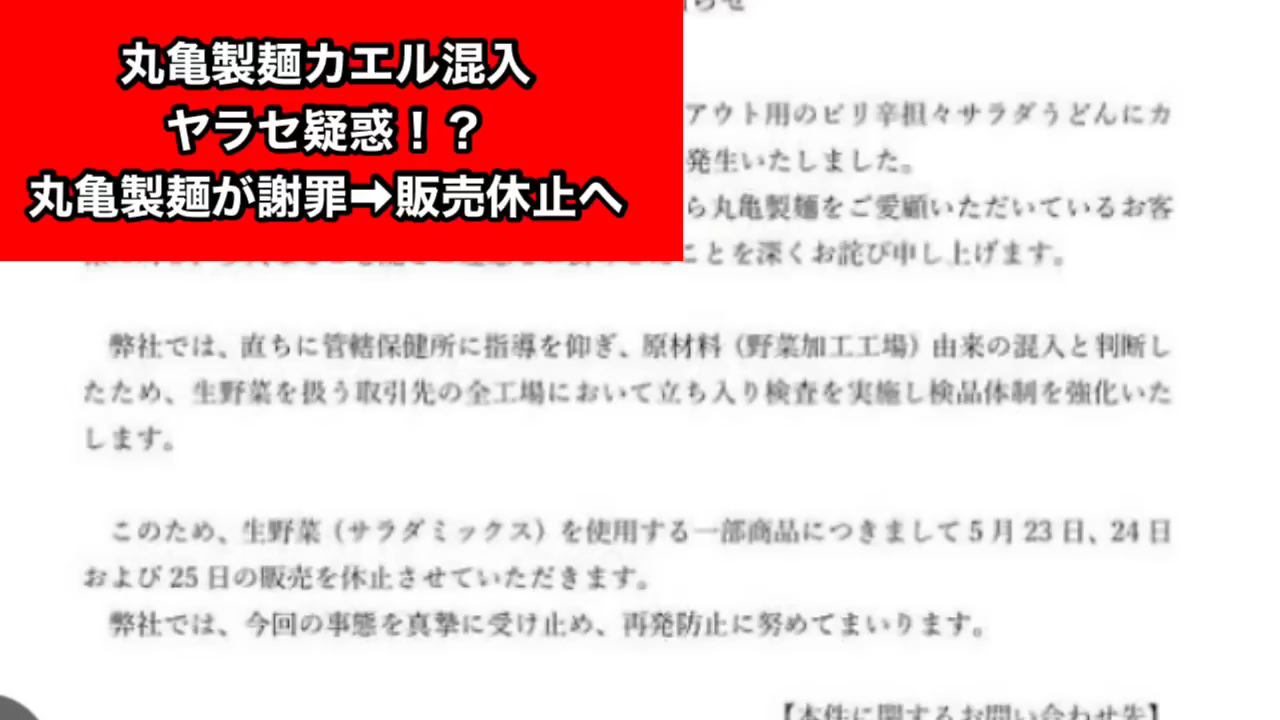 丸亀製麺カエル混入
ヤラセ疑惑！？
丸亀製麺が謝罪➡販売休止へ
らせ
アウト用のピリ辛担々サラダうどんにカ
発生いたしました。
ら丸亀製麺をご愛顧いただいているお客
ことを深くお詫び申し上げます。
弊社では、直ちに管轄保健所に指導を仰ぎ、原材料（野菜加工工場）由来の混入と判断し
たため、生野菜を扱う取引先の全工場において立ち入り検査を実施し検品体制を強化いた
します。
このため、生野菜（サラダミックス）を使用する一部商品につきまして 5 月 23 日、24 日
および 25 日の販売を休止させていただきます。
弊社では、今回の事態を真摯に受け止め、再発防止に努めてまいります。
【本件に関するお問い合わせ先】